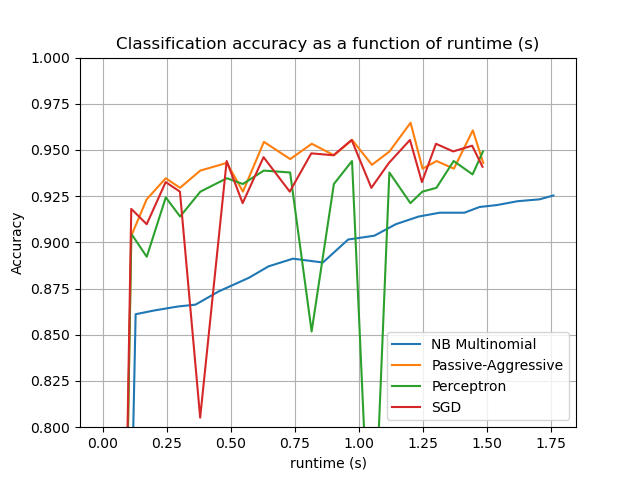 Classification accuracy as a function of runtime (s)
1.000
0.975
0.950
0.925
0.900
0.875
0.850
0.825
0.800
Accuracy
NB Multinomial
Passive-Aggressive
Perceptron
SGD
0.00 0.25 0.50 0.75 1.00 1.25 1.50 1.75
runtime (s)